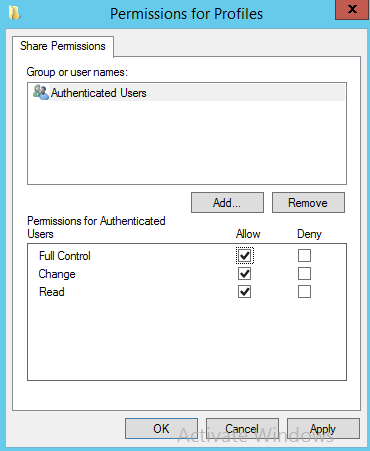 Permissions for Profiles
x
Share Permissions
Group or user names:
Authenticated Users
Add...
Remove
Permissions for Authenticated
Users
Allow
Deny
Full Control
Change
Read
OK
Cancel
Apply
Activate Windows